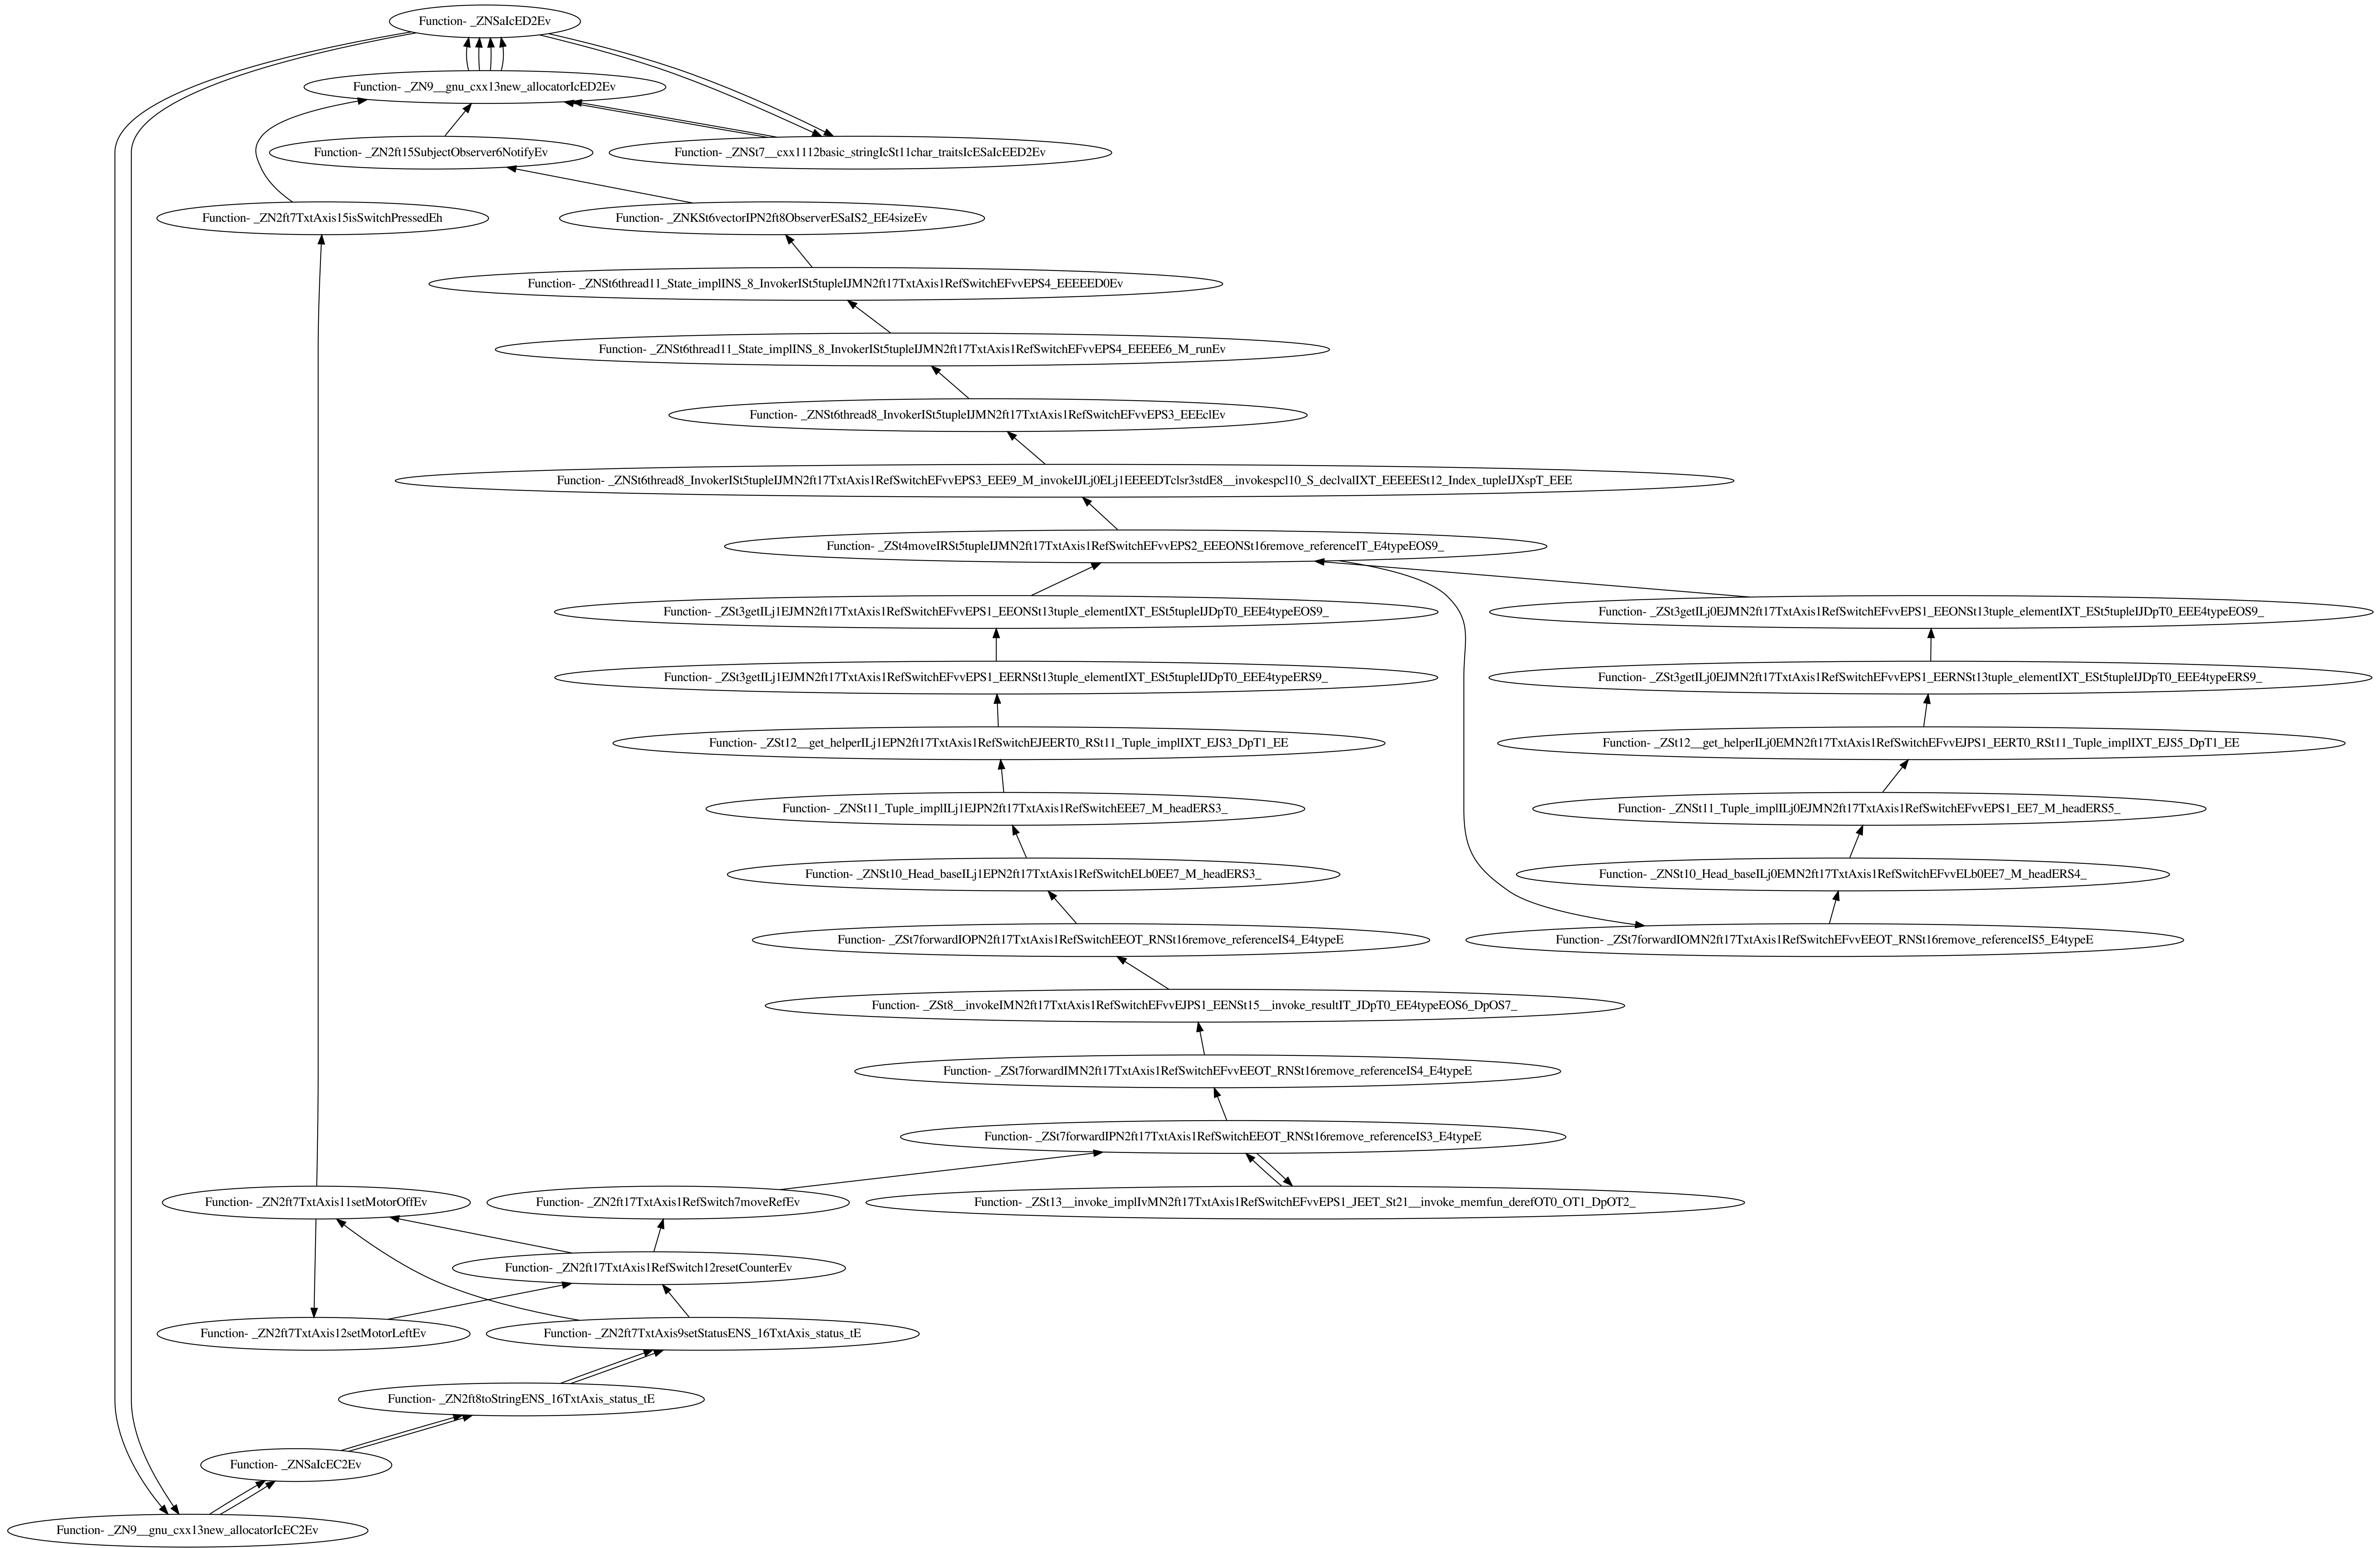 Function- _ZNSaIcED2Ev
Function- _ZN9__gnu_cxx13new_allocatorIcED2Ev
Function- _ZN2ft15SubjectObserver6NotifyEv
Function- _ZNSt7__cxx1112basic_stringIcSt11char_traitsIcESaIcEED2Ev
Function- _ZN2ft7TxtAxis15isSwitchPressedEh
Function- _ZNKSt6vectorIPN2ft8ObserverESaIS2_EE4sizeEv
Function- _ZNSt6thread11_State_implINS_8_InvokerISt5tupleIJMN2ft17TxtAxis1RefSwitchEFvvEPS4_EEEEED0Ev
Function- _ZNSt6thread11_State_implINS_8_InvokerISt5tupleIJMN2ft17TxtAxis1RefSwitchEFvvEPS4_EEEEE6_M_runEv
Function- _ZNSt6thread8_InvokerISt5tupleIJMN2ft17TxtAxis1RefSwitchEFvvEPS3_EEEclEv
Function- _ZNSt6thread8_InvokerISt5tupleIJMN2ft17TxtAxis1RefSwitchEFvvEPS3_EEE9_M_invokeIJLj0ELj1EEEEDTclsr3stdE8__invokespcl10_S_declvalIXT_EEEEESt12_Index_tupleIJXspT_EEE
Function- _ZSt4moveIRSt5tupleIJMN2ft17TxtAxis1RefSwitchEFvvEPS2_EEEONSt16remove_referenceIT_E4typeEOS9_
Function- _ZSt3getILj1EJMN2ft17TxtAxis1RefSwitchEFvvEPS1_EEONSt13tuple_elementIXT_ESt5tupleIJDpT0_EEE4typeEOS9_
Function- _ZSt3getILj0EJMN2ft17TxtAxis1RefSwitchEFvvEPS1_EEONSt13tuple_elementIXT_ESt5tupleIJDpT0_EEE4typeEOS9_
Function- _ZSt3getILj1EJMN2ft17TxtAxis1RefSwitchEFvvEPS1_EERNSt13tuple_elementIXT_ESt5tupleIJDpT0_EEE4typeERS9_
Function- _ZSt3getILj0EJMN2ft17TxtAxis1RefSwitchEFvvEPS1_EERNSt13tuple_elementIXT_ESt5tupleIJDpT0_EEE4typeERS9_
Function- _ZSt12__get_helperILj1EPN2ft17TxtAxis1RefSwitchEJEERT0_RSt11_Tuple_implIXT_EJS3_DpT1_EE
Function- _ZSt12__get_helperILj0EMN2ft17TxtAxis1RefSwitchEFvvEJPS1_EERT0_RSt11_Tuple_implIXT_EJS5_DpT1_EE
Function- _ZNSt11_Tuple_implILj1EJPN2ft17TxtAxis1RefSwitchEEE7_M_headERS3_
Function- _ZNSt11_Tuple_implILj0EJMN2ft17TxtAxis1RefSwitchEFvvEPS1_EE7_M_headERS5_
Function- _ZNSt10_Head_baseILj1EPN2ft17TxtAxis1RefSwitchELb0EE7_M_headERS3_
Function- _ZNSt10_Head_baseILj0EMN2ft17TxtAxis1RefSwitchEFvvELb0EE7_M_headERS4_
Function- _ZSt7forwardIOPN2ft17TxtAxis1RefSwitchEEOT_RNSt16remove_referenceIS4_E4typeE
Function- _ZSt7forwardIOMN2ft17TxtAxis1RefSwitchEFvvEEOT_RNSt16remove_referenceIS5_E4typeE
Function- _ZSt8__invokeIMN2ft17TxtAxis1RefSwitchEFvvEJPS1_EENSt15__invoke_resultIT_JDpT0_EE4typeEOS6_DpOS7_
Function- _ZSt7forwardIMN2ft17TxtAxis1RefSwitchEFvvEEOT_RNSt16remove_referenceIS4_E4typeE
Function- _ZSt7forwardIPN2ft17TxtAxis1RefSwitchEEOT_RNSt16remove_referenceIS3_E4typeE
Function- _ZN2ft7TxtAxis11setMotorOffEv
Function- _ZN2ft17TxtAxis1RefSwitch7moveRefEv
Function- _ZSt13__invoke_implIvMN2ft17TxtAxis1RefSwitchEFvvEPS1_JEET_St21__invoke_memfun_derefOT0_OT1_DpOT2_
Function- _ZN2ft17TxtAxis1RefSwitch12resetCounterEv
Function- _ZN2ft7TxtAxis12setMotorLeftEv
Function- _ZN2ft7TxtAxis9setStatusENS_16TxtAxis_status_tE
Function- _ZN2ft8toStringENS_16TxtAxis_status_tE
Function- _ZNSaIcEC2Ev
Function- _ZN9__gnu_cxx13new_allocatorIcEC2Ev